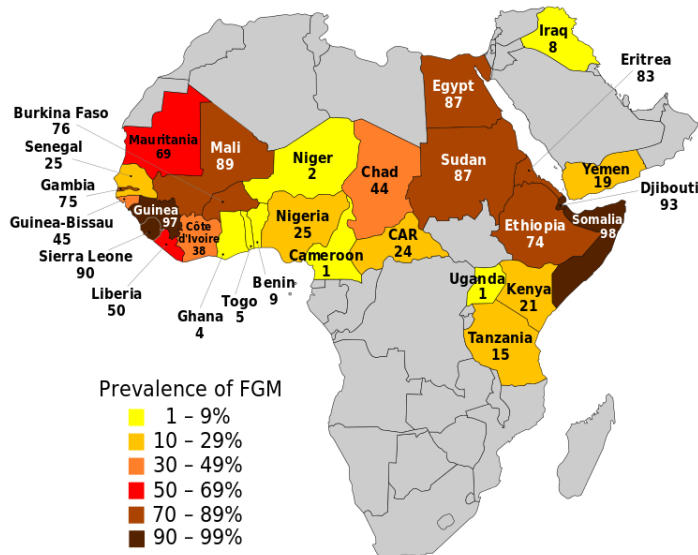 Iraq
8
Eritrea
83
Egypt
87
Burkina Faso
76
Mauritania
69
Mali
89
Senegal
25
Niger
2
Chad
44
Sudan
87
Yemen
19
Gambia
75
Djibouti
93
Guinea
97
Nigeria
25
Somalia
98
Guinea-Bissau
45
Côte
d'Ivoire
38
CAR
24
Ethiopia
74
Sierra Leone
90
Cameroon
1
Uganda
1
Kenya
21
Benin
9
Liberia
50
Togo
5
Ghana
4
Tanzania
15
Prevalence of FGM
1 – 9%
10 – 29%
30 – 49%
50 – 69%
70 – 89%
90 – 99%